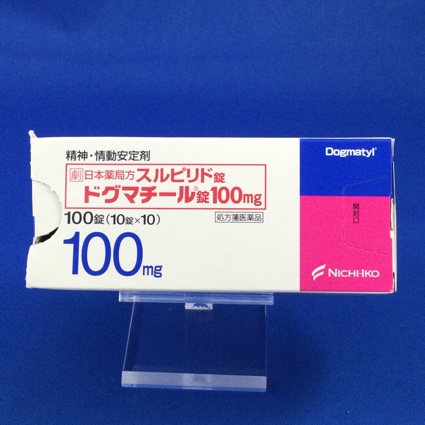 精神・情動安定剤
劇 日本薬局方 スルピリド錠
ドグマチール®錠100mg
100錠(10錠×10)
処方箋医薬品
100mg
Dogmatyl®
開封口
NICHI-IKO